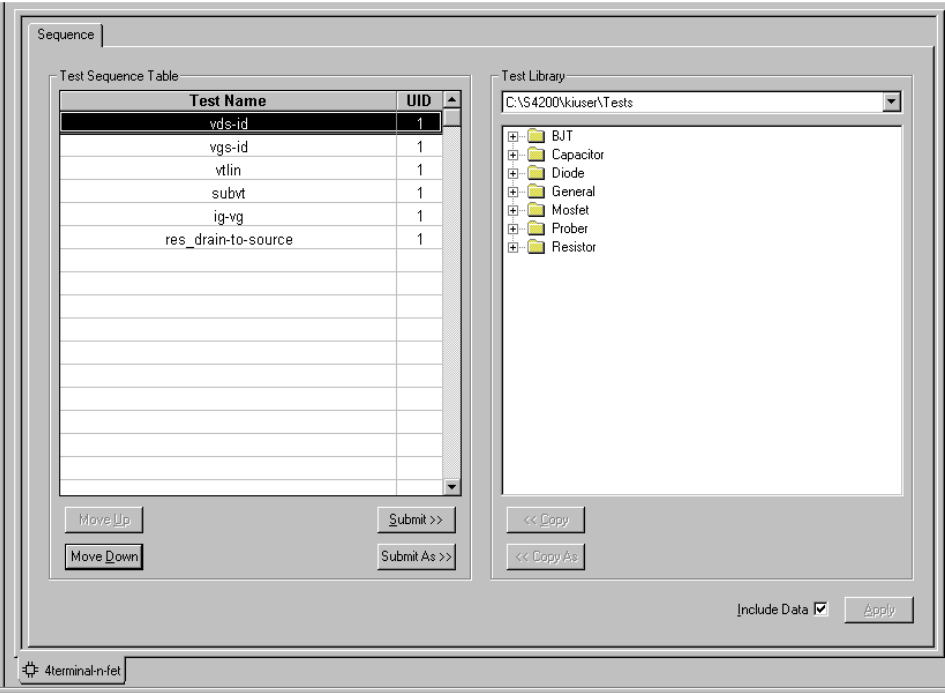 Sequence
Test Sequence Table
Test Name UID
vds-id 1
vgs-id 1
vtlin 1
subvt 1
ig-vg 1
res_drain-to-source 1
Move Up
Submit >>
Move Down
Submit As >>
Test Library
C:\S4200\kiuser\Tests
BJT
Capacitor
Diode
General
Mosfet
Prober
Resistor
<< Copy
<< Copy As
Include Data
Apply
4terminal-n-fet